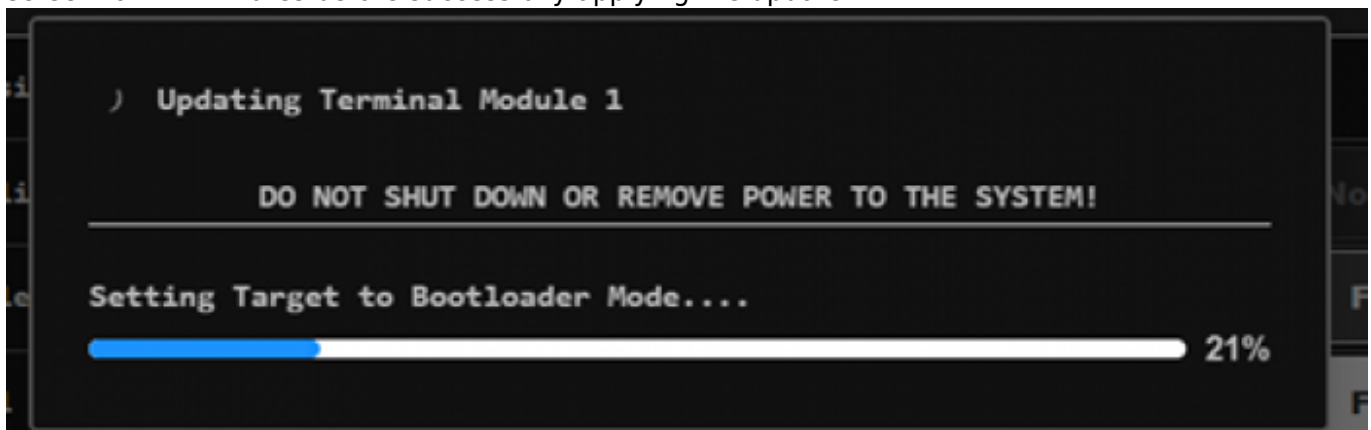 Updating Terminal Module 1
DO NOT SHUT DOWN OR REMOVE POWER TO THE SYSTEM!
Setting Target to Bootloader Mode....
21%